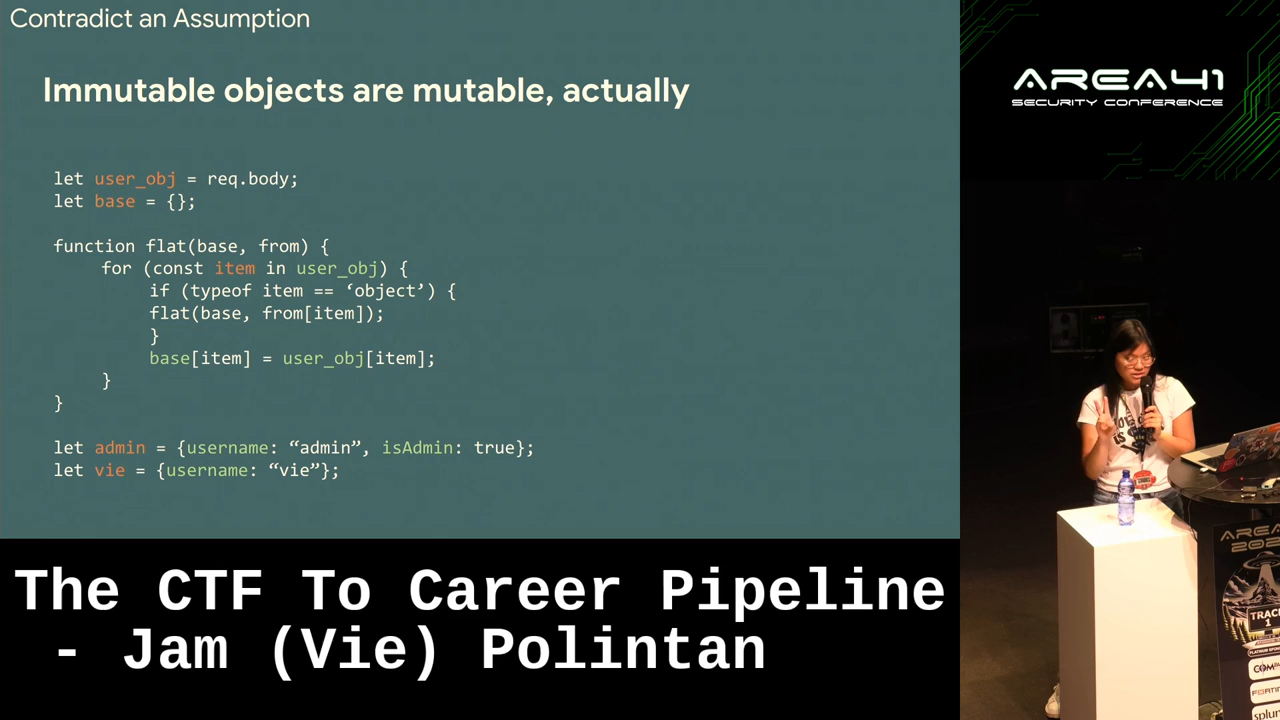 Contradict an Assumption
Immutable objects are mutable, actually
let user_obj = req.body;
let base = {};
function flat(base, from) {
for (const item in user_obj) {
if (typeof item == ‘object’) {
flat(base, from[item]);
}
base[item] = user_obj[item];
}
}
let admin = {username: “admin”, isAdmin: true};
let vie = {username: “vie”};
The CTF To Career Pipeline
- Jam (Vie) Polintan
AREA41
SECURITY CONFERENCE
TRACK
1